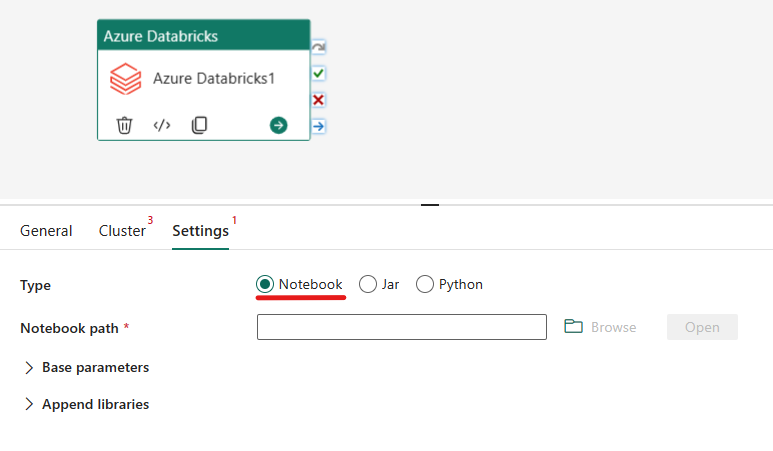 Azure Databricks
Azure Databricks1
General Cluster 3 Settings 1
Type Notebook Jar Python
Notebook path * Browse Open
Base parameters
Append libraries